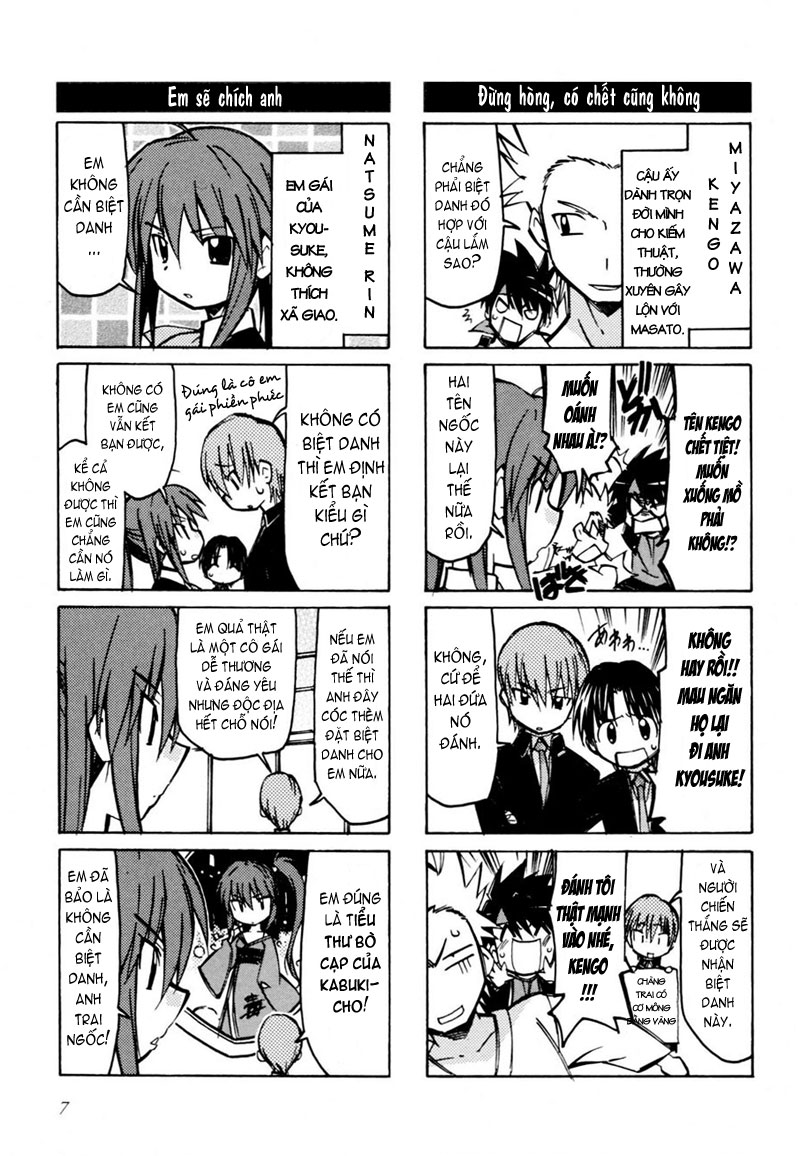 Đừng hòng, có chết cũng không
MIYAZAWA
KENGO
CẬU ẤY
DÀNH TRỌN
ĐỜI MÌNH
CHO KIẾM
THUẬT,
THƯỜNG
XUYÊN GÂY
LỘN VỚI
MASATO.
CHẲNG
PHẢI BIỆT
DANH ĐÓ
HỢP VỚI
CẬU LẮM
SAO?
TÊN KENGO
CHẾT TIỆT!
MUỐN
XUỐNG MỒ
PHẢI
KHÔNG!?
MUỐN
OÁNH
NHAU À!?
HAI
TÊN
NGỐC
NÀY
LẠI
THẾ
NỮA
RỒI.
ばき
KHÔNG
HAY RỒI!!
MAU NGĂN
HỌ LẠI
ĐI ANH
KYOUSUKE!
あわわ...
KHÔNG,
CỨ ĐỂ
HAI ĐỨA
NÓ
ĐÁNH.
VÀ
NGƯỜI
CHIẾN
THẮNG SẼ
ĐƯỢC
NHẬN
BIỆT
DANH
NÀY.
CHÀNG
TRAI CÓ
CƠ MÔNG
BẰNG VÀNG
ĐÁNH TÔI
THẬT MẠNH
VÀO NHÉ,
KENGO
!!!
Em sẽ chích anh
NATSUME RIN
EM GÁI
CỦA
KYOU-
SUKE,
KHÔNG
THÍCH
XÃ GIAO.
EM
KHÔNG
CẦN BIỆT
DANH
...
KHÔNG CÓ
BIỆT DANH
THÌ EM ĐỊNH
KẾT BẠN
KIỂU GÌ
CHỨ?
Đúng là cô em
gái phiền phức
KHÔNG CÓ
EM CŨNG
VẪN KẾT
BẠN ĐƯỢC,
KỂ CẢ
KHÔNG
ĐƯỢC THÌ
EM CŨNG
CHẲNG
CẦN NÓ
LÀM GÌ.
NẾU EM
ĐÃ NÓI
THẾ THÌ
ANH ĐÂY
CÓC THÈM
ĐẶT BIỆT
DANH CHO
EM NỮA.
EM QUẢ THẬT
LÀ MỘT CÔ GÁI
DỄ THƯƠNG
VÀ ĐÁNG YÊU
NHƯNG ĐỘC ĐỊA
HẾT CHỖ NÓI!
EM ĐÚNG
LÀ TIỂU
THƯ BỜ
CẠP CỦA
KABUKI-
CHO!
毒
EM ĐÃ
BẢO LÀ
KHÔNG
CẦN
BIỆT
DANH,
ANH
TRAI
NGỐC!
7